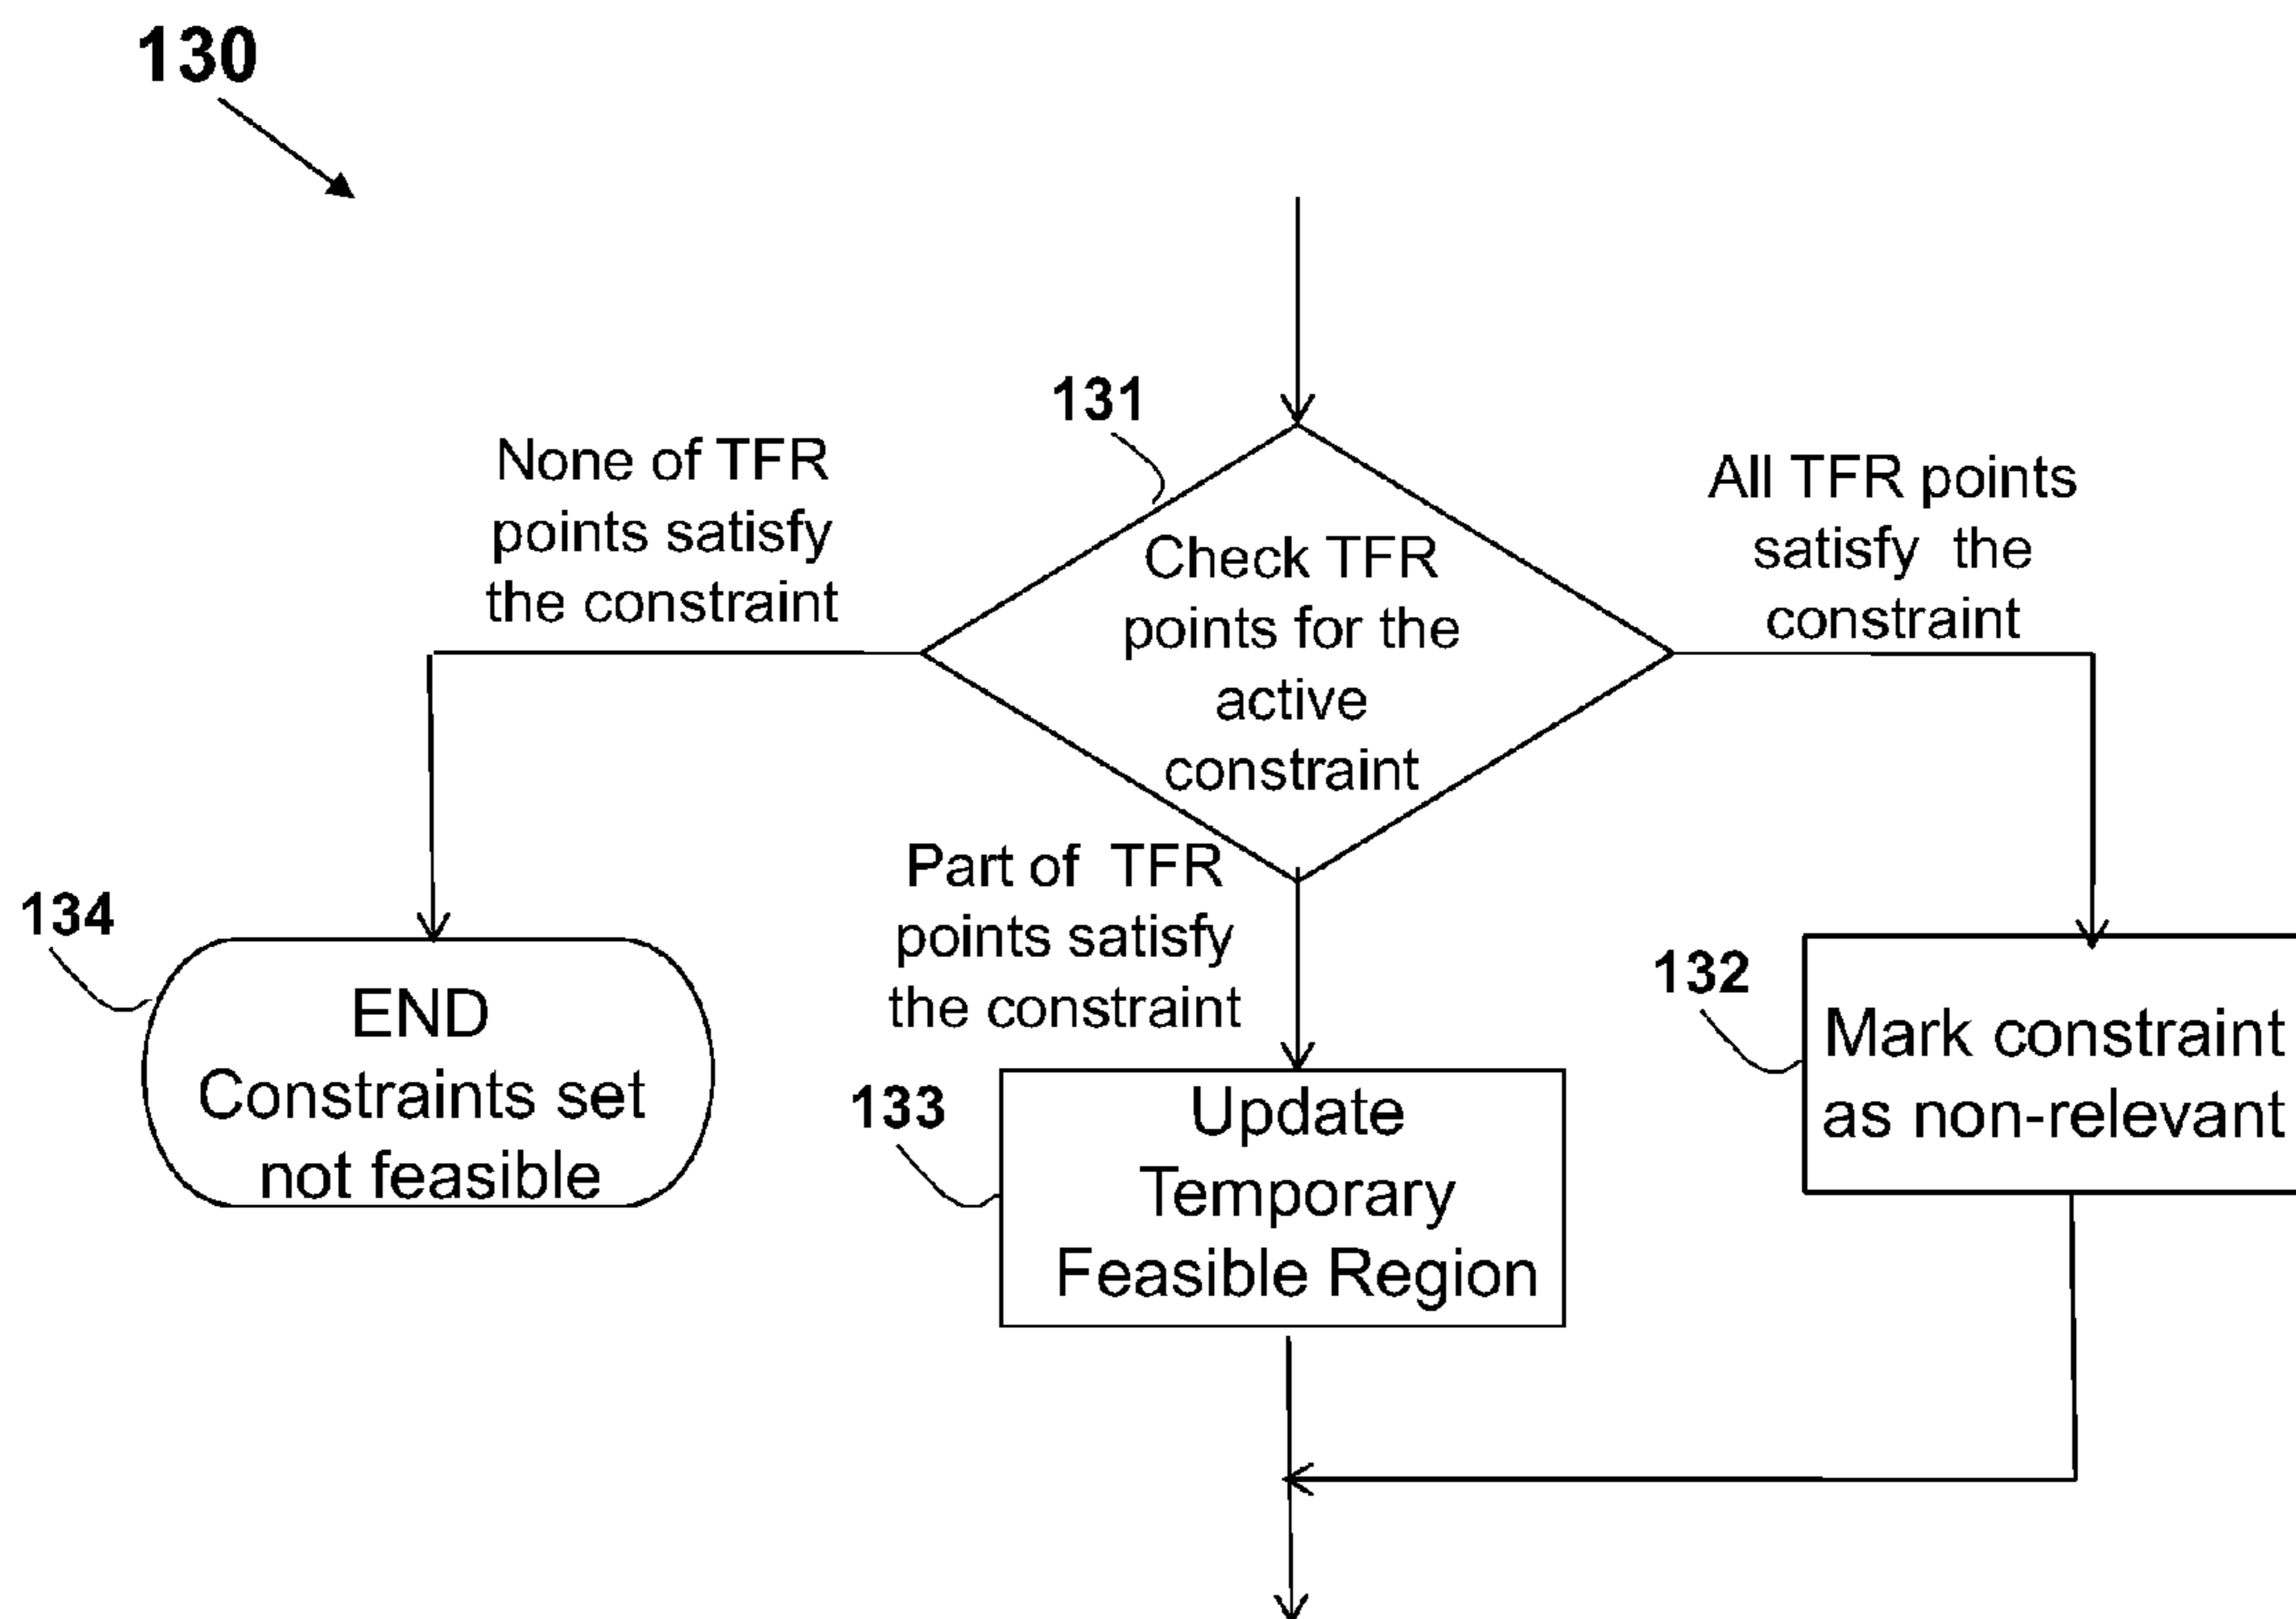 130
131
None of TFR
points satisfy
the constraint
Check TFR
points for the
active
constraint
All TFR points
satisfy the
constraint
Part of TFR
points satisfy
the constraint
134
END
Constraints set
not feasible
133
Update
Temporary
Feasible Region
132
Mark constraint
as non-relevant